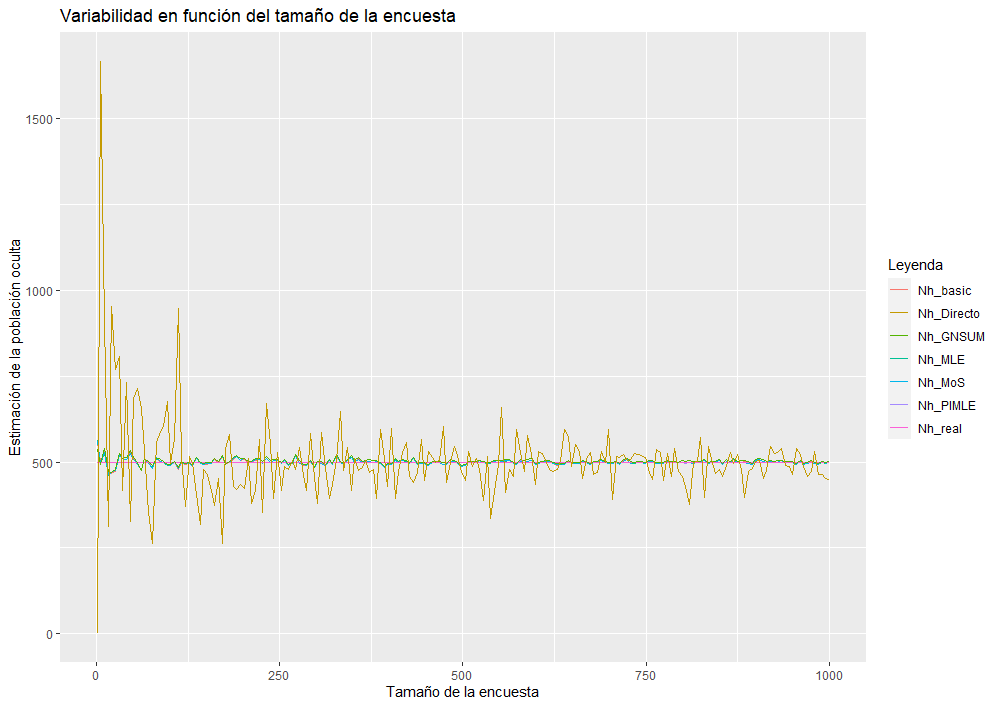 Variabilidad en función del tamaño de la encuesta
Estimación de la población oculta
1500
1000
500
0
0
250
500
750
1000
Tamaño de la encuesta
Leyenda
Nh_basic
Nh_Directo
Nh_GNSUM
Nh_MLE
Nh_MoS
Nh_PIMLE
Nh_real